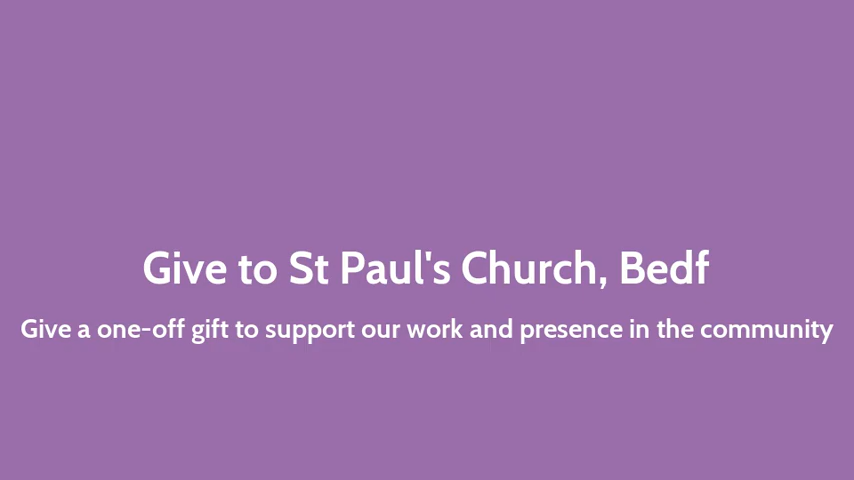 Give to St Paul's Church, Bedf
Give a one-off gift to support our work and presence in the community